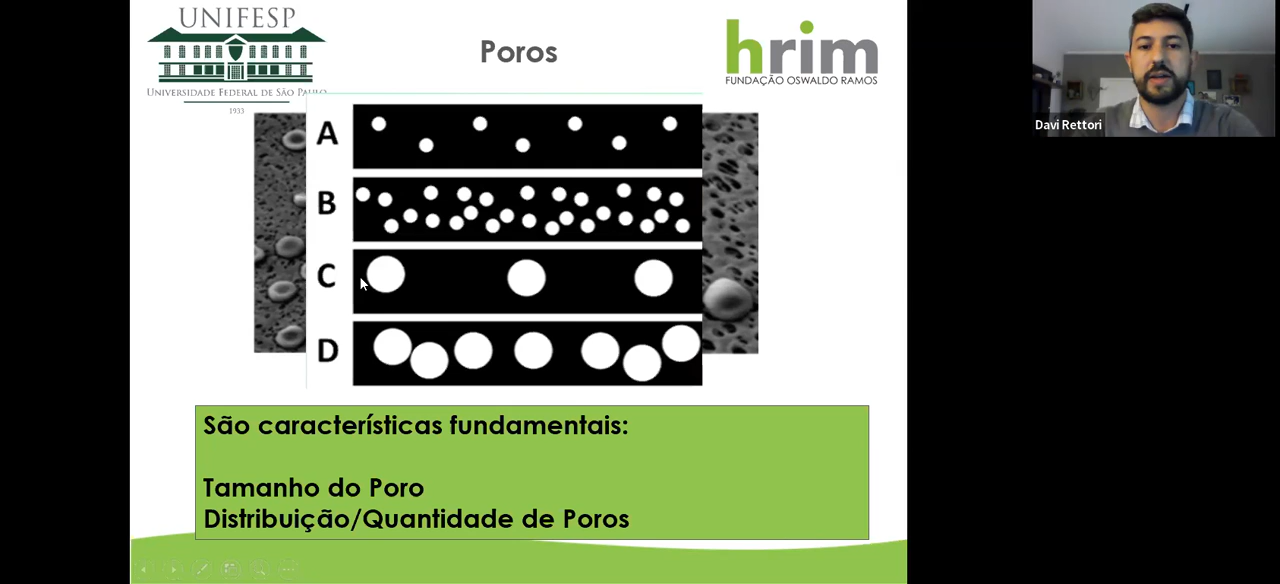 UNIFESP
UNIVERSIDADE FEDERAL DE SÃO PAULO
1933
Poros
hrim
FUNDAÇÃO OSWALDO RAMOS
Davi Rettori
A
B
C
D
São características fundamentais:
Tamanho do Poro
Distribuição/Quantidade de Poros